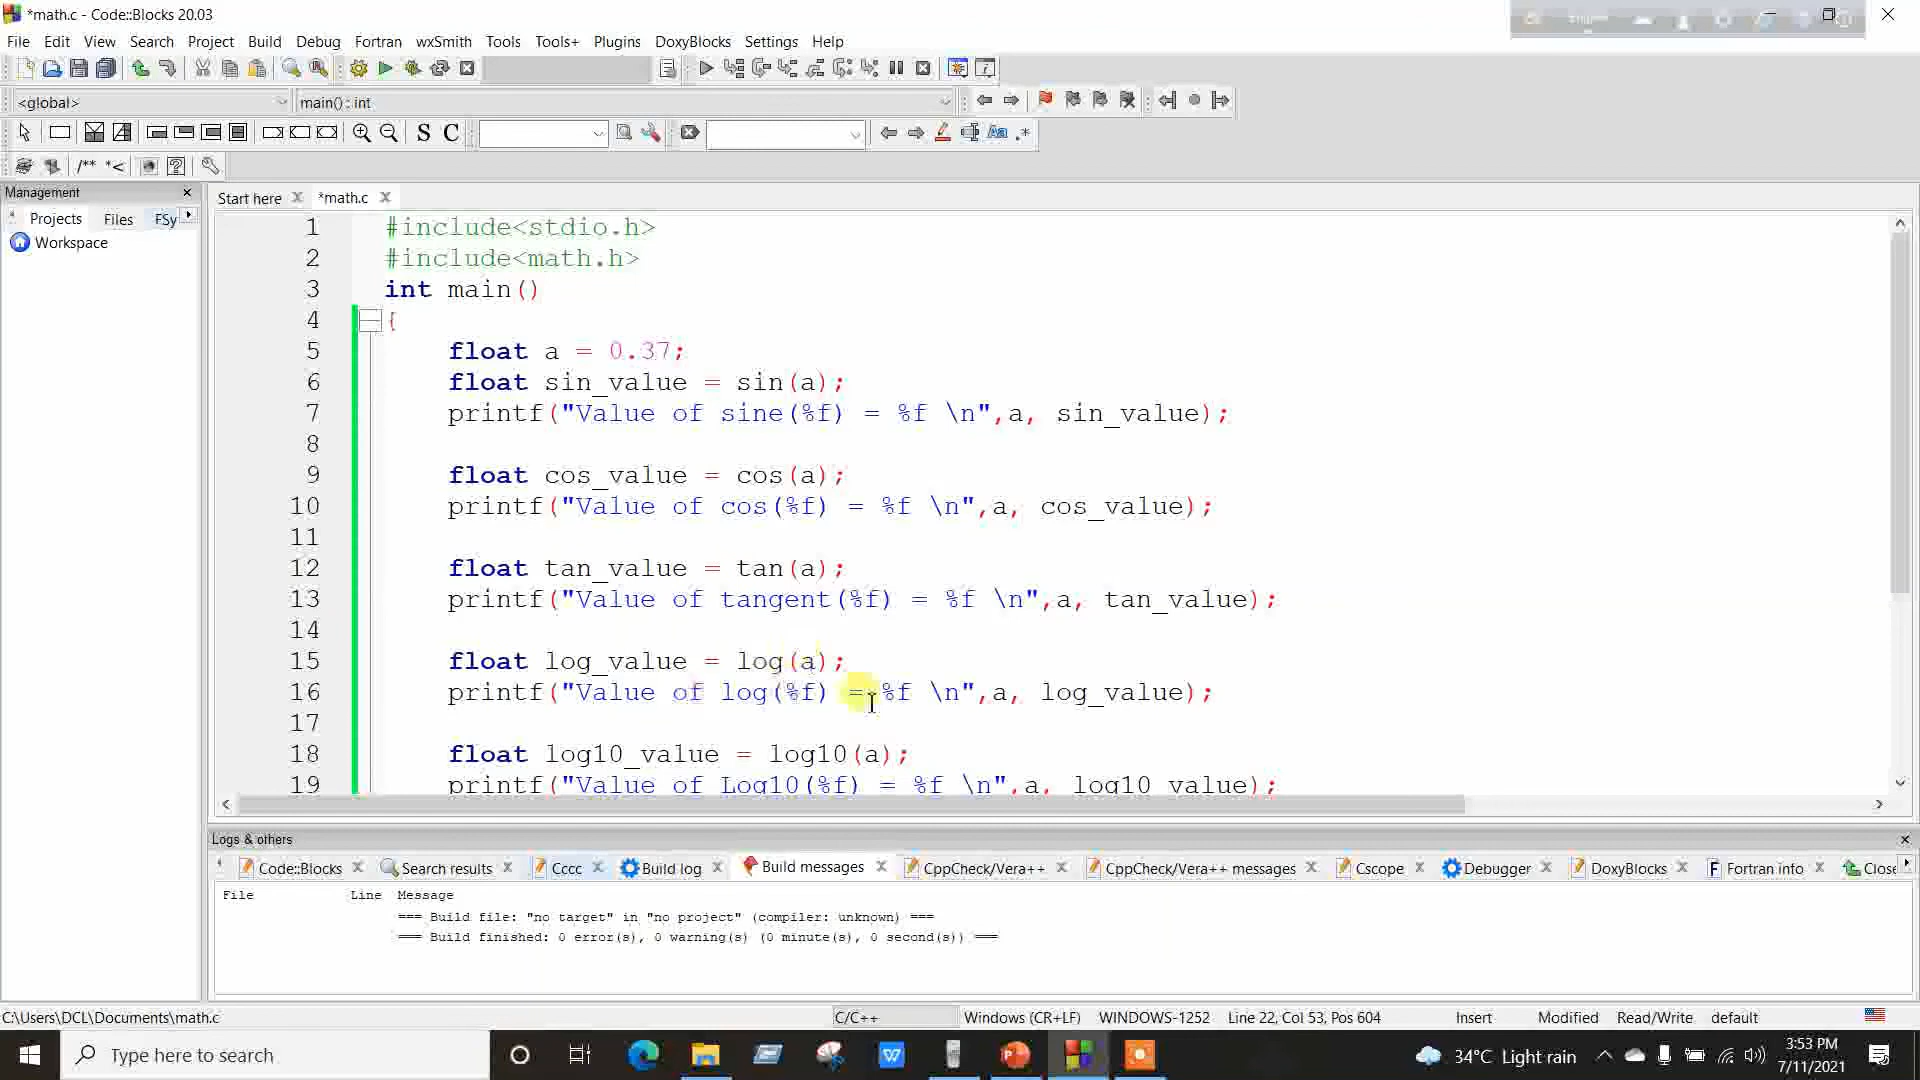 *math.c - Code::Blocks 20.03
File Edit View Search Project Build Debug Fortran wxSmith Tools Tools+ Plugins DoxyBlocks Settings Help
<global> main() : int
S C Aa .*
/** *<
Management
Projects Files FSy
Workspace
Start here *math.c
1 #include<stdio.h>
2 #include<math.h>
3 int main()
4 {
5 float a = 0.37;
6 float sin_value = sin(a);
7 printf("Value of sine(%f) = %f \n",a, sin_value);
8
9 float cos_value = cos(a);
10 printf("Value of cos(%f) = %f \n",a, cos_value);
11
12 float tan_value = tan(a);
13 printf("Value of tangent(%f) = %f \n",a, tan_value);
14
15 float log_value = log(a);
16 printf("Value of log(%f) = %f \n",a, log_value);
17
18 float log10_value = log10(a);
19 printf("Value of Log10(%f) = %f \n",a, log10_value);
Logs & others
Code::Blocks Search results Cccc Build log Build messages CppCheck/Vera++ CppCheck/Vera++ messages Cscope Debugger DoxyBlocks Fortran info Close
File Line Message
=== Build file: "no target" in "no project" (compiler: unknown) ===
=== Build finished: 0 error(s), 0 warning(s) (0 minute(s), 0 second(s)) ===
C:\Users\DCL\Documents\math.c C/C++ Windows (CR+LF) WINDOWS-1252 Line 22, Col 53, Pos 604 Insert Modified Read/Write default
Type here to search
34°C Light rain
3:53 PM
7/11/2021